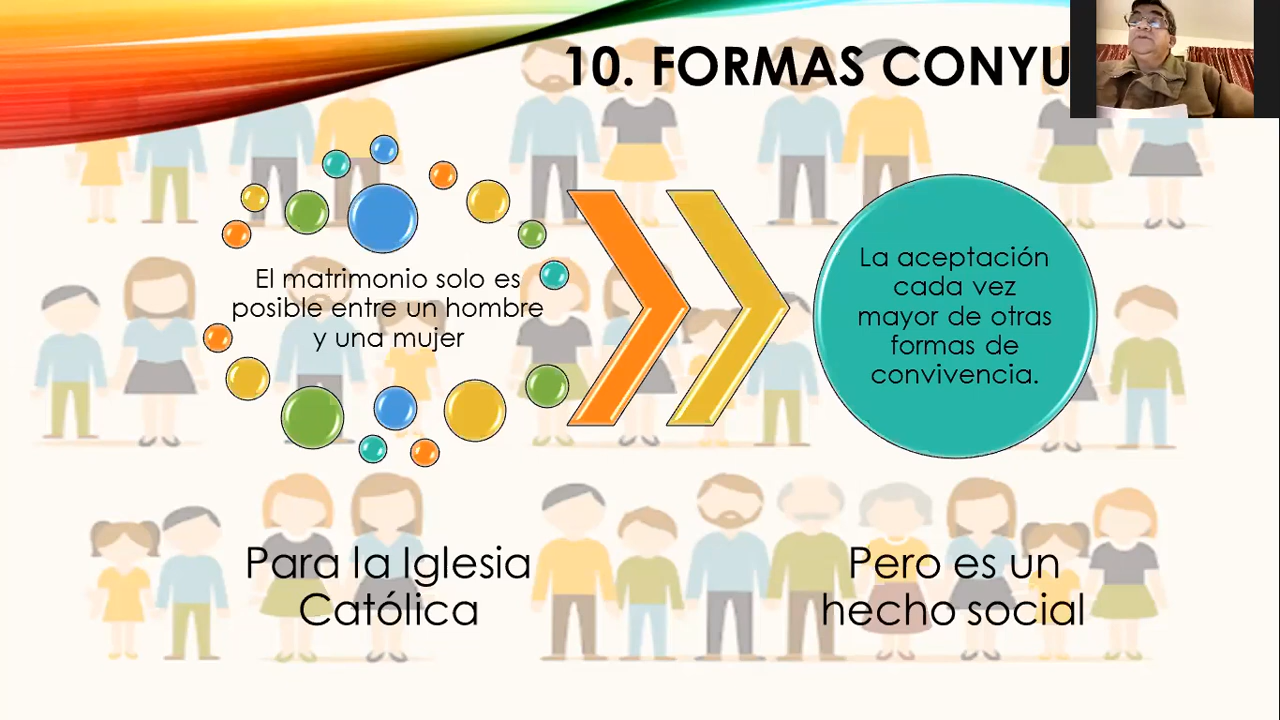 10. FORMAS CONYU
El matrimonio solo es
posible entre un hombre
y una mujer
La aceptación
cada vez
mayor de otras
formas de
convivencia.
Para la Iglesia
Católica
Pero es un
hecho social